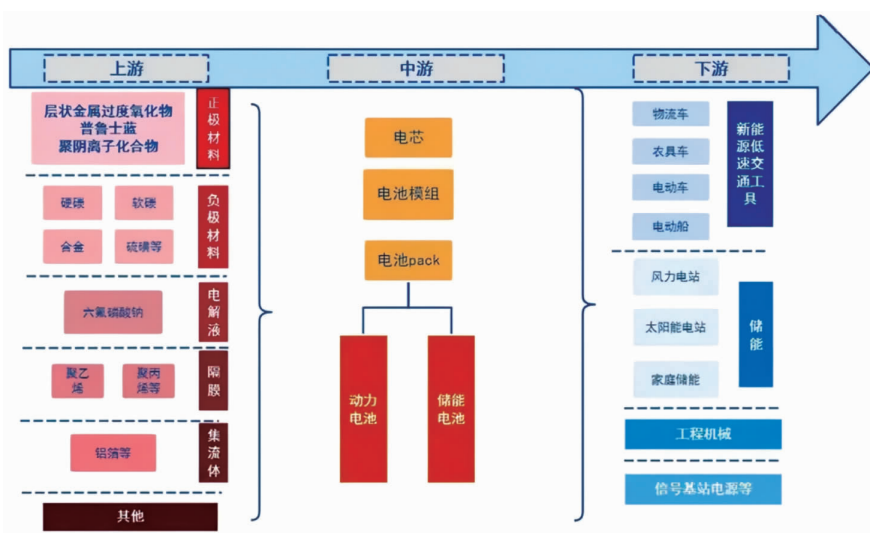 上游
中游
下游
层状金属过度氧化物
普鲁士蓝
聚阴离子化合物
正极材料
硬碳
软碳
合金
硫磺等
负极材料
六氟磷酸钠
电解液
聚乙
烯
聚丙
烯等
隔膜
铝箔等
集流体
其他
电芯
电池模组
电池pack
动力
电池
储能
电池
物流车
农具车
电动车
电动船
新能
源低
速交
通工
具
风力电站
太阳能电站
家庭储能
储能
工程机械
信号基站电源等